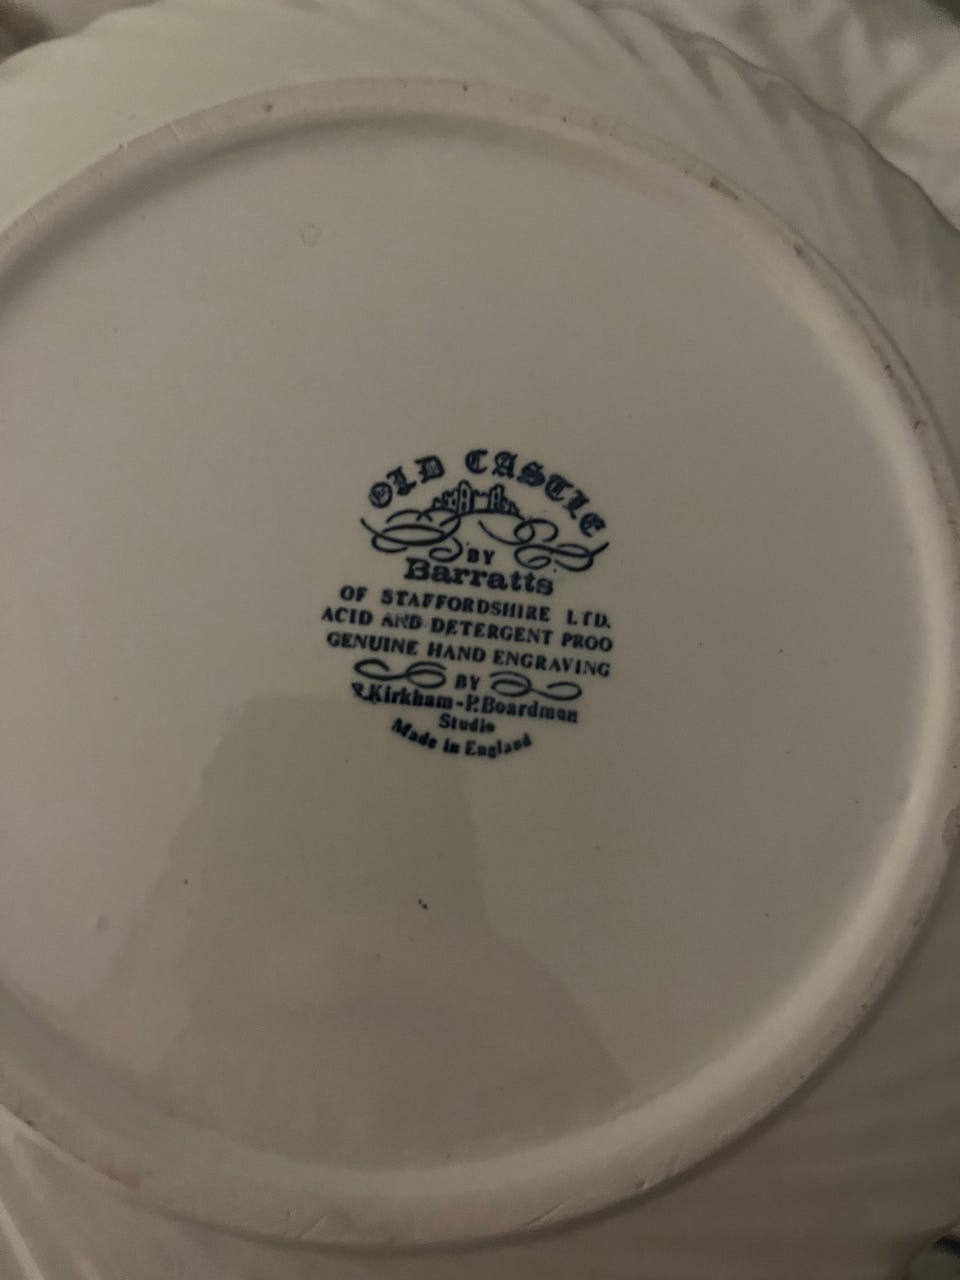 OLD CASTLE
BY
Barratts
OF STAFFORDSHIRE LTD.
ACID AND DETERGENT PROO
GENUINE HAND ENGRAVING
BY
Kirkham-P.Boardman
Studio
Made in England